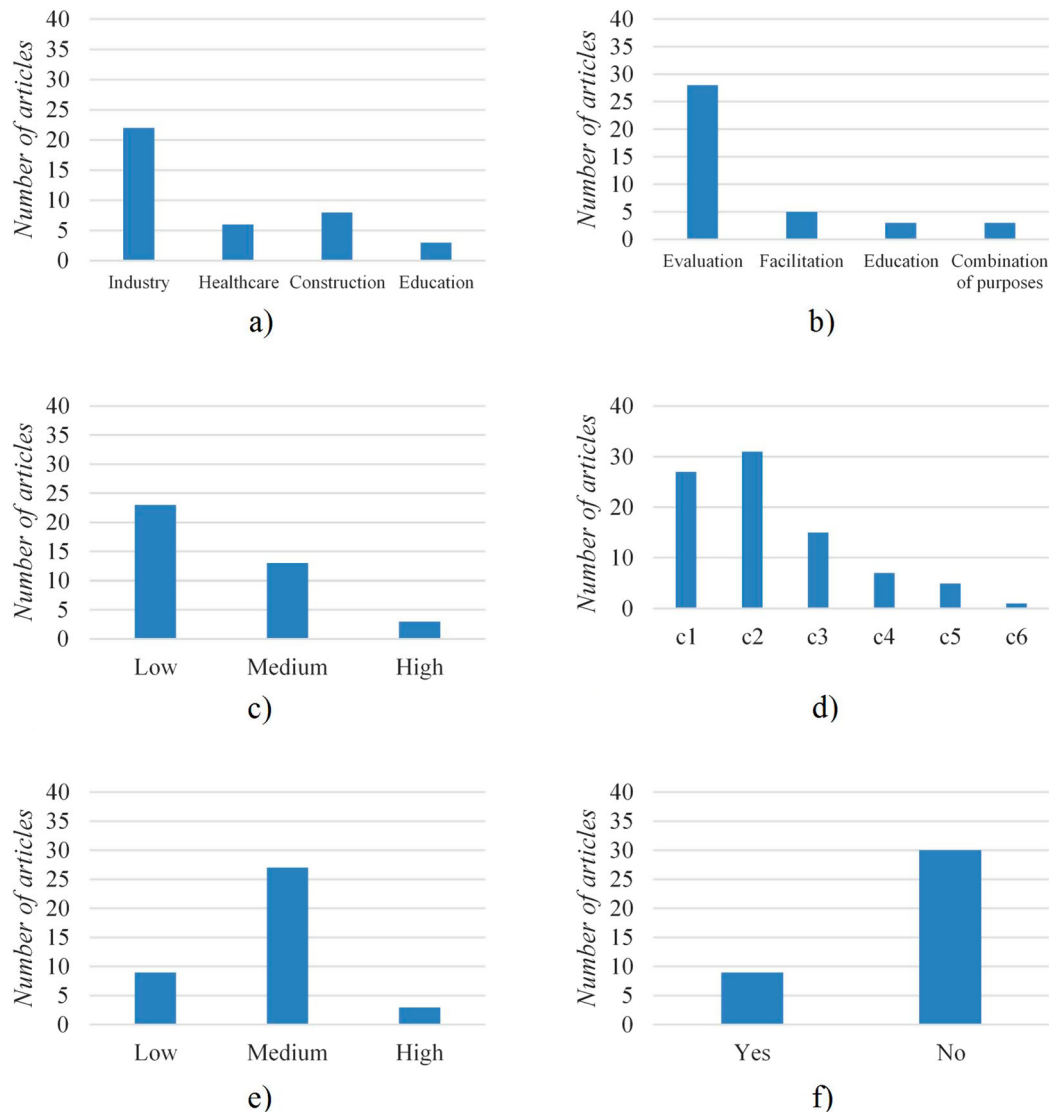 Number of articles
40
35
30
25
20
15
10
5
0
Industry Healthcare Construction Education
a)
Number of articles
40
35
30
25
20
15
10
5
0
Evaluation Facilitation Education Combination
of purposes
b)
Number of articles
40
35
30
25
20
15
10
5
0
Low Medium High
c)
Number of articles
40
30
20
10
0
c1 c2 c3 c4 c5 c6
d)
Number of articles
40
35
30
25
20
15
10
5
0
Low Medium High
e)
Number of articles
40
35
30
25
20
15
10
5
0
Yes No
f)